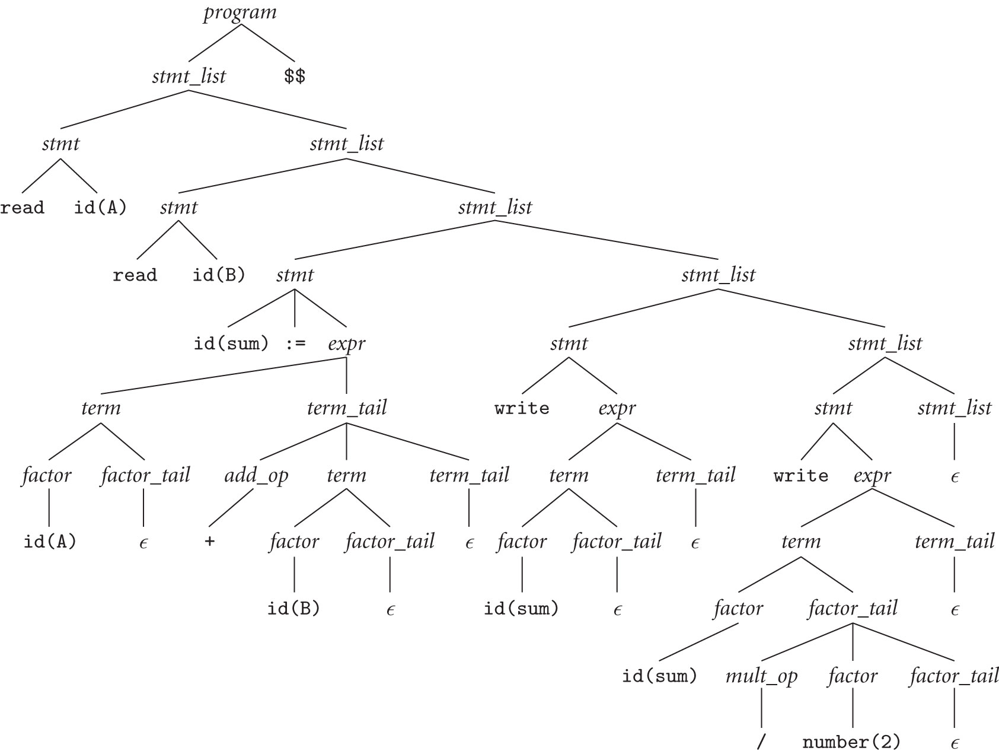 program
stmt_list $$
stmt stmt_list
read id(A) stmt stmt_list
read id(B) stmt stmt_list
id(sum) := expr stmt stmt_list
term term_tail write expr stmt stmt_list
factor factor_tail add_op term term_tail term term_tail write expr ϵ
id(A) ϵ + factor factor_tail ϵ factor factor_tail ϵ term term_tail
id(B) ϵ id(sum) ϵ factor factor_tail ϵ
id(sum) mult_op factor factor_tail
/ number(2) ϵ